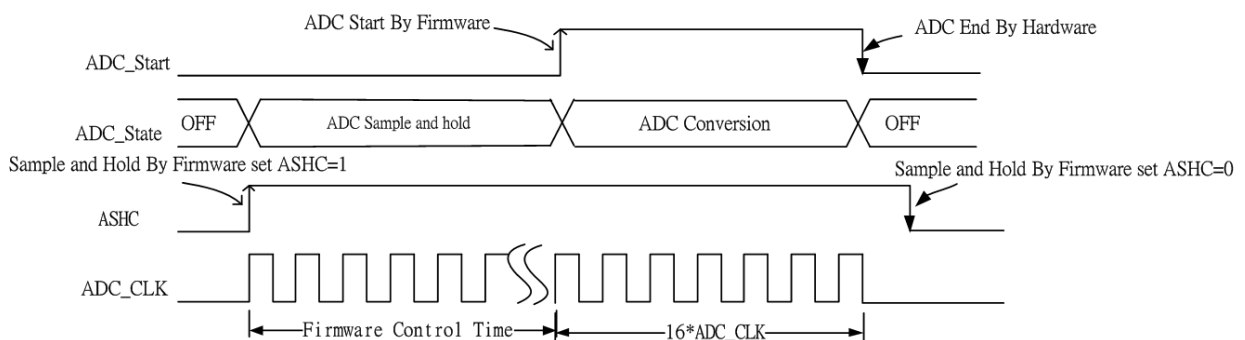 ADC Start By Firmware
ADC End By Hardware
ADC_Start
OFF
ADC Sample and hold
ADC Conversion
OFF
ADC_State
Sample and Hold By Firmware set ASHC=1
Sample and Hold By Firmware set ASHC=0
ASHC
ADC_CLK
Firmware Control Time
16*ADC_CLK